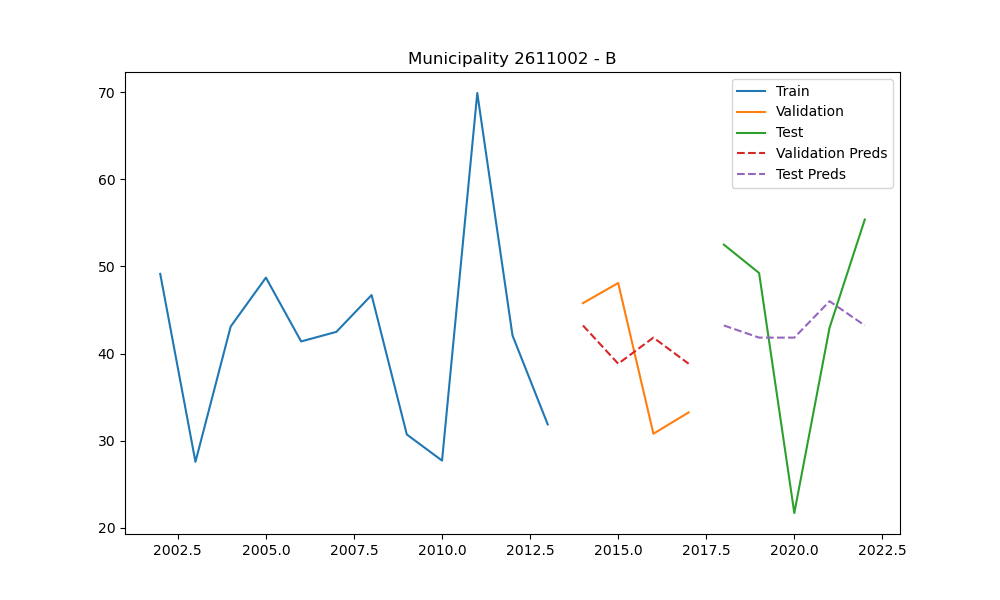 Municipality 2611002 - B
Train
Validation
Test
Validation Preds
Test Preds
70
60
50
40
30
20
2002.5 2005.0 2007.5 2010.0 2012.5 2015.0 2017.5 2020.0 2022.5